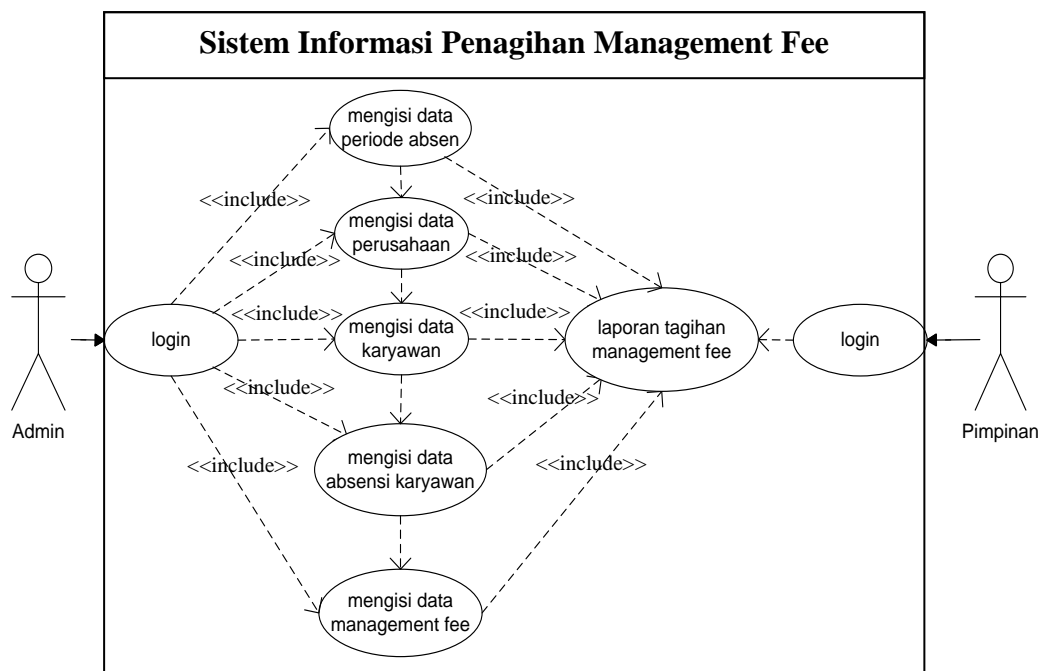 Sistem Informasi Penagihan Management Fee
mengisi data
periode absen
<<include>>
<<include>>
mengisi data
perusahaan
<<include>>
<<include>>
<<include>>
<<include>>
login
mengisi data
karyawan
laporan tagihan
management fee
login
<<include>>
<<include>>
Admin
Pimpinan
mengisi data
absensi karyawan
<<include>>
<<include>>
mengisi data
management fee